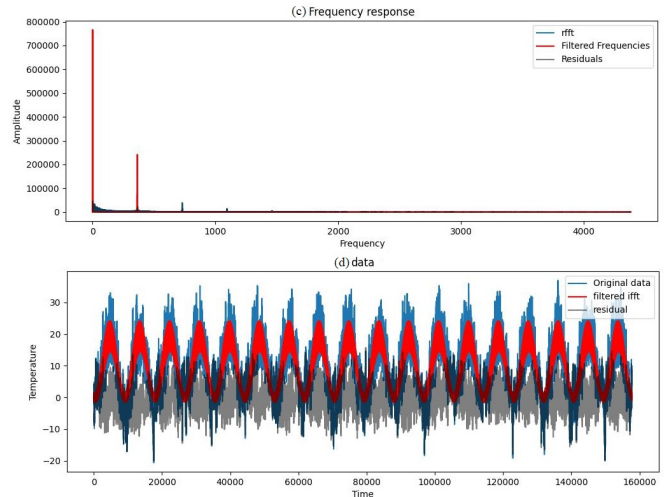 (c) Frequency response
800000
700000
600000
500000
400000
300000
200000
100000
0
Amplitude
rfft
Filtered Frequencies
Residuals
0 1000 2000 3000 4000
Frequency
(d) data
30
20
10
0
−10
−20
Temperature
Original data
filtered ifft
residual
0 20000 40000 60000 80000 100000 120000 140000 160000
Time